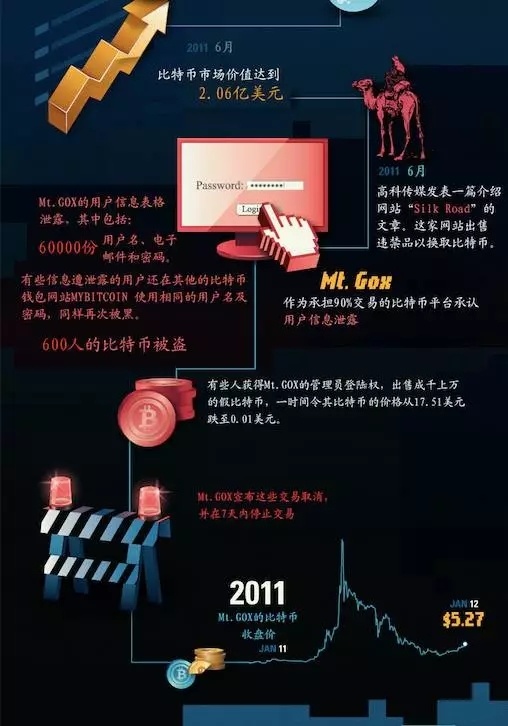 2011 6月
比特币市场价值达到
2.06亿美元
2011 6月
高科传媒发表一篇介绍
网站“Silk Road”的
文章。这家网站出售
违禁品以换取比特币。
Password: ********
Login
Mt.GOX的用户信息表格
泄露、其中包括:
60000份 用户名、电子
邮件和密码。
有些信息遭泄露的用户还在其他的比特币
钱包网站MYBITCOIN 使用相同的用户名及
密码，同样再次被黑。
600人的比特币被盗
Mt. Gox
作为承担90%交易的比特币平台承认
用户信息泄露
有些人获得Mt.GOX的管理员登陆权，出售成千上万
的假比特币，一时间令其比特币的价格从17.51美元
跌至0.01美元。
Mt.GOX宣布这些交易取消，
并在7天内停止交易
2011
Mt.GOX的比特币
收盘价
JAN 11
JAN 12
$5.27